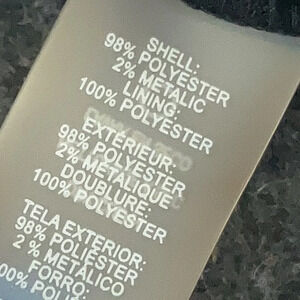 SHELL:
98% POLYESTER
2% METALIC
LINING:
100% POLYESTER
EXTÉRIEUR:
98% POLYESTER
2% MÉTALIQUE
DOUBLURE:
100% POLYESTER
TELA EXTERIOR:
98% POLIÉSTER
2 % METÁLICO
FORRO: